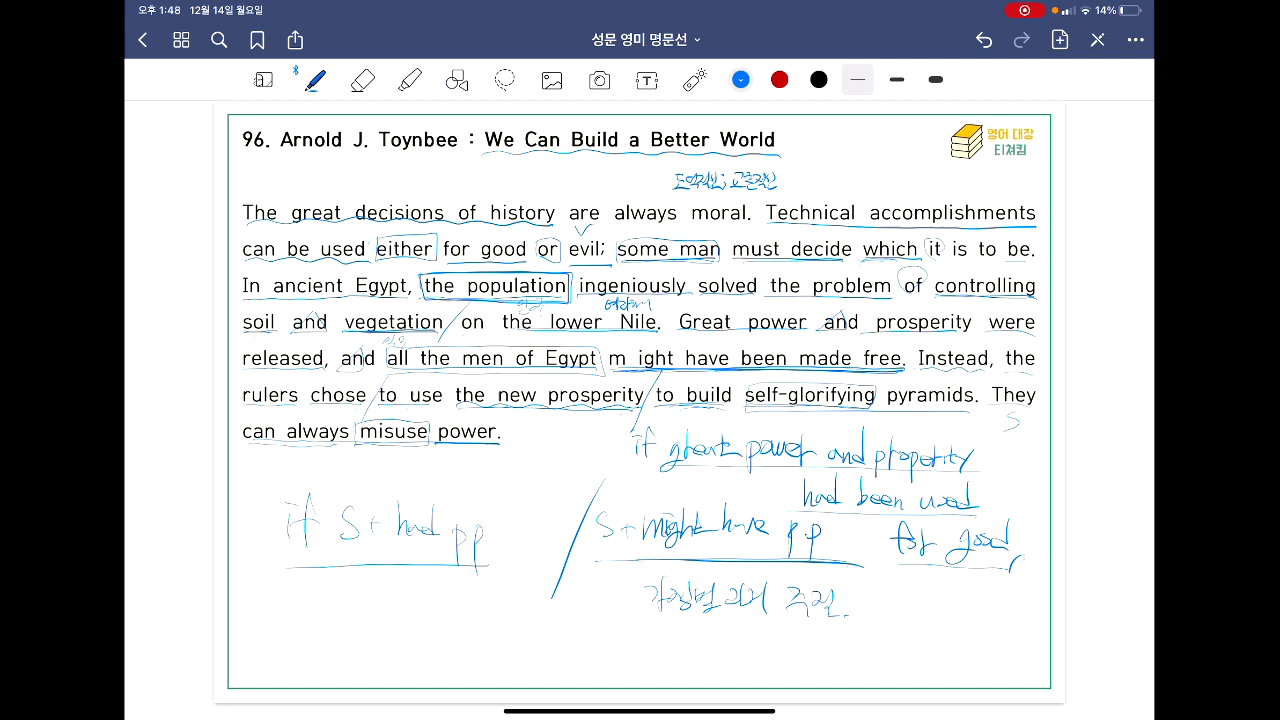 오후 1:48 12월 14일 월요일
14%
성문 영미 명문선
96. Arnold J. Toynbee : We Can Build a Better World
영어 대장
티쳐킴
도덕적인; 교훈적인
The great decisions of history are always moral. Technical accomplishments
can be used either for good or evil; some man must decide which it is to be.
In ancient Egypt, the population ingeniously solved the problem of controlling
soil and vegetation on the lower Nile. Great power and prosperity were
식물
released, and all the men of Egypt m ight have been made free. Instead, the
rulers chose to use the new prosperity to build self-glorifying pyramids. They
S
can always misuse power.
if great power and properity
had been used
for good,
if S + had pp
S + might have p.p
가정법 과거 주절.